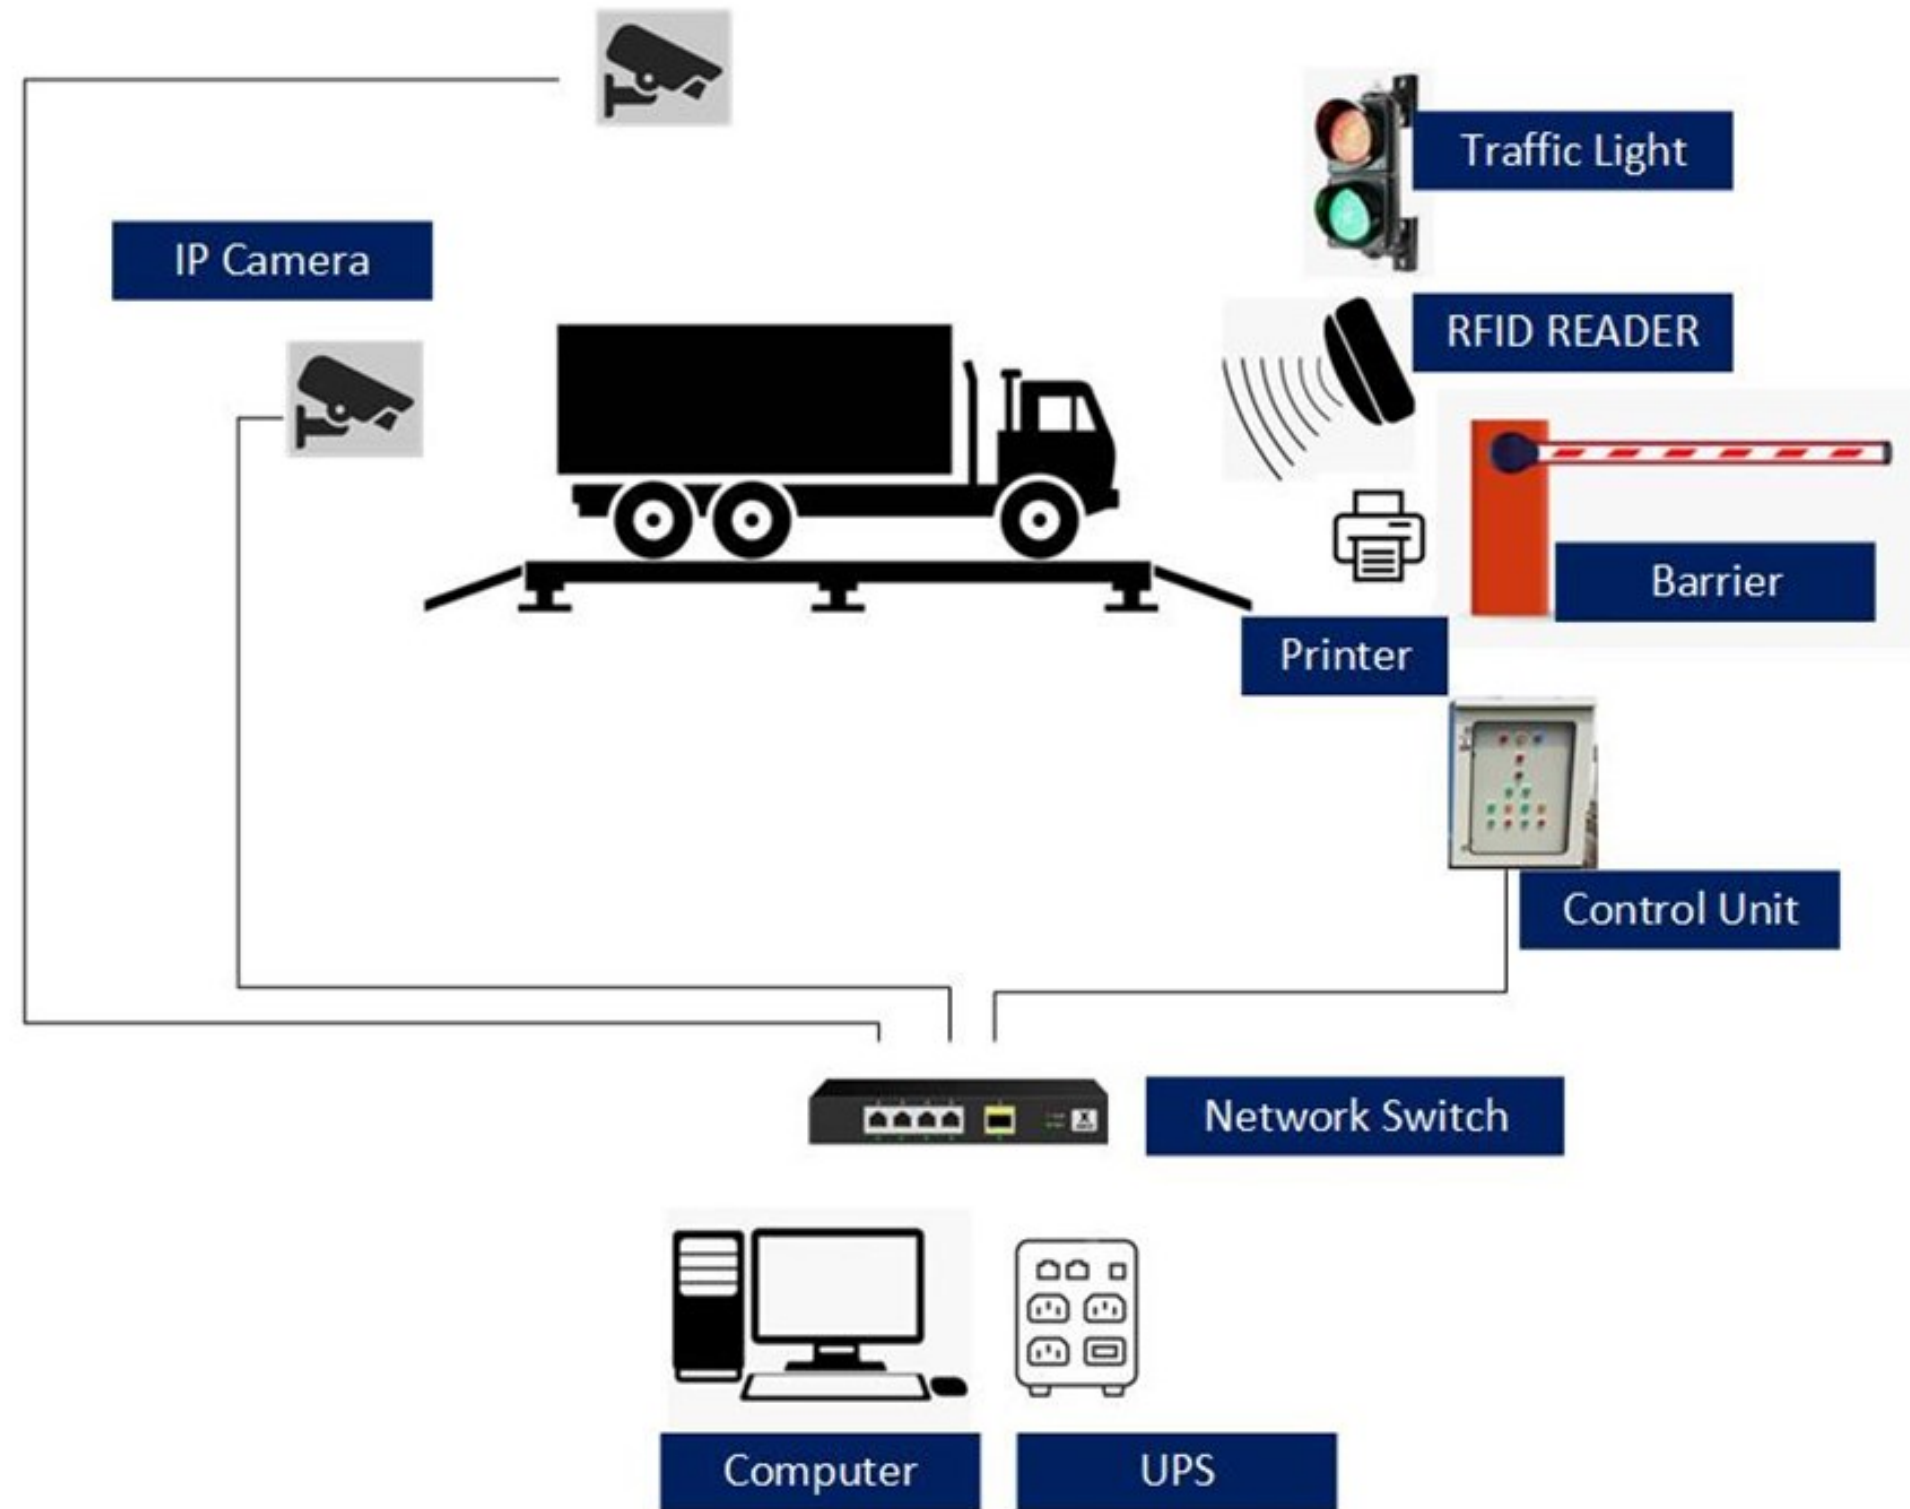 Traffic Light
IP Camera
RFID READER
Barrier
Printer
Control Unit
Network Switch
Computer
UPS